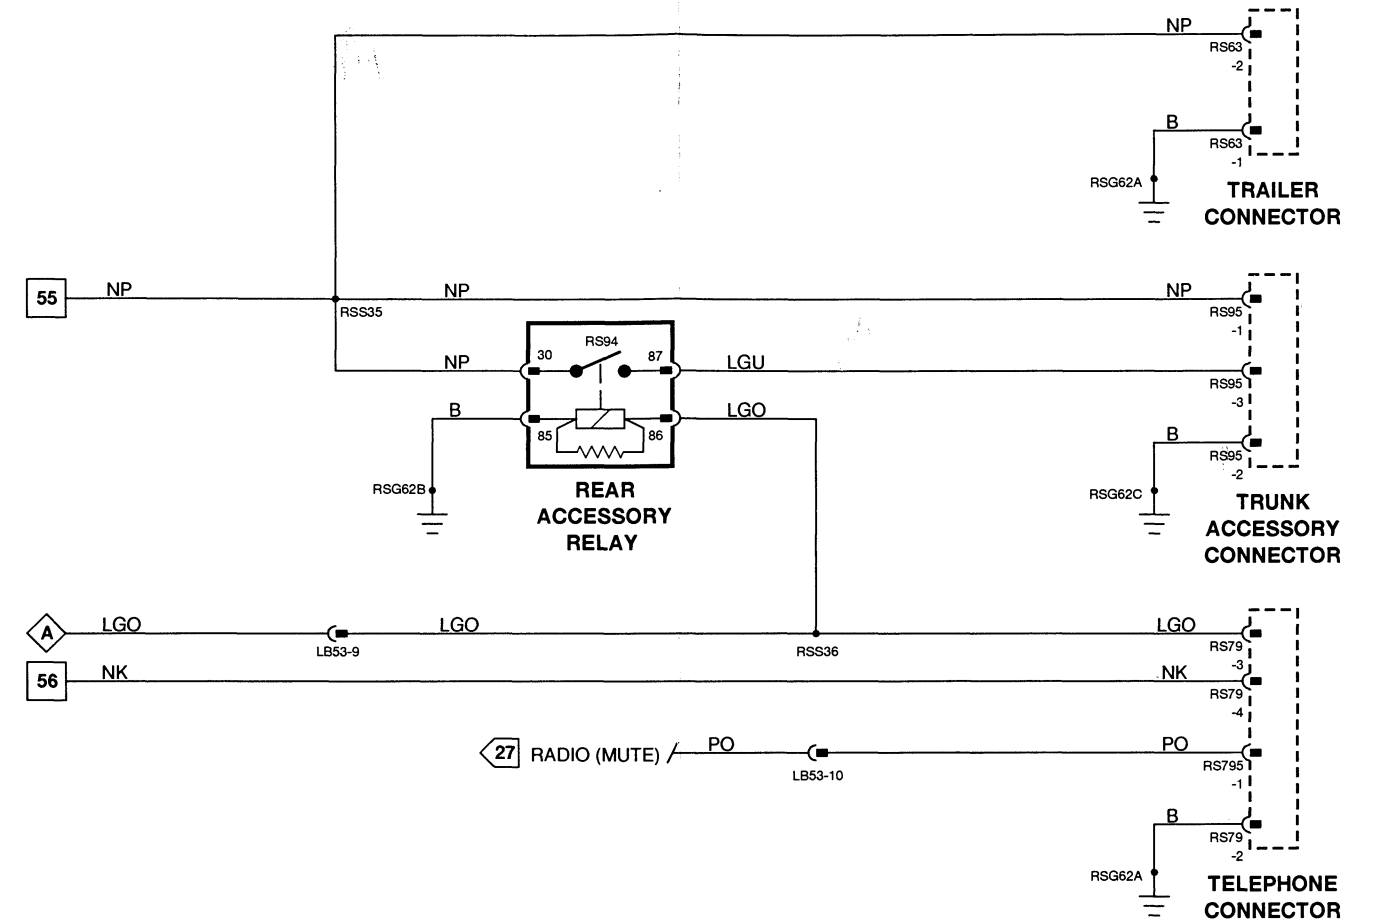 NP
RS63
-2
B
RS63
-1
RSG62A
TRAILER
CONNECTOR
55
NP
RSS35
NP
NP
RS95
-1
RS94
30
87
NP
LGU
RS95
-3
B
LGO
85
86
B
RS95
-2
RSG62B
RSG62C
REAR
ACCESSORY
RELAY
TRUNK
ACCESSORY
CONNECTOR
A
LGO
LB53-9
LGO
RSS36
LGO
RS79
-3
56
NK
NK
RS79
-4
27
RADIO (MUTE)
PO
LB53-10
PO
RS795
-1
B
RS79
-2
RSG62A
TELEPHONE
CONNECTOR